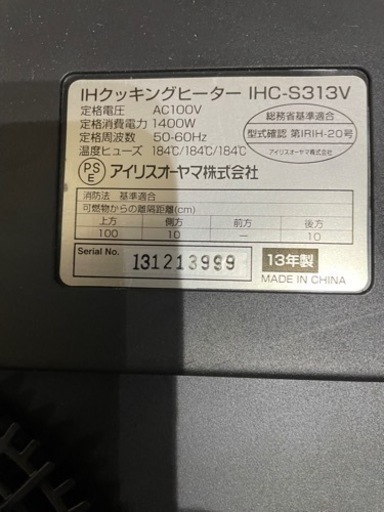 IHクッキングヒーター IHC-S313V
定格電圧 AC100V
定格消費電力 1400W
定格周波数 50-60Hz
温度ヒューズ 184℃/184℃/184℃
総務省基準適合
型式確認 第IRIH-20号
アイリスオーヤマ株式会社
PS
E
アイリスオーヤマ株式会社
消防法 基準適合
可燃物からの離隔距離(cm)
上方 側方 前方 後方
100 10 － 10
Serial No. 131213999
13年製
MADE IN CHINA